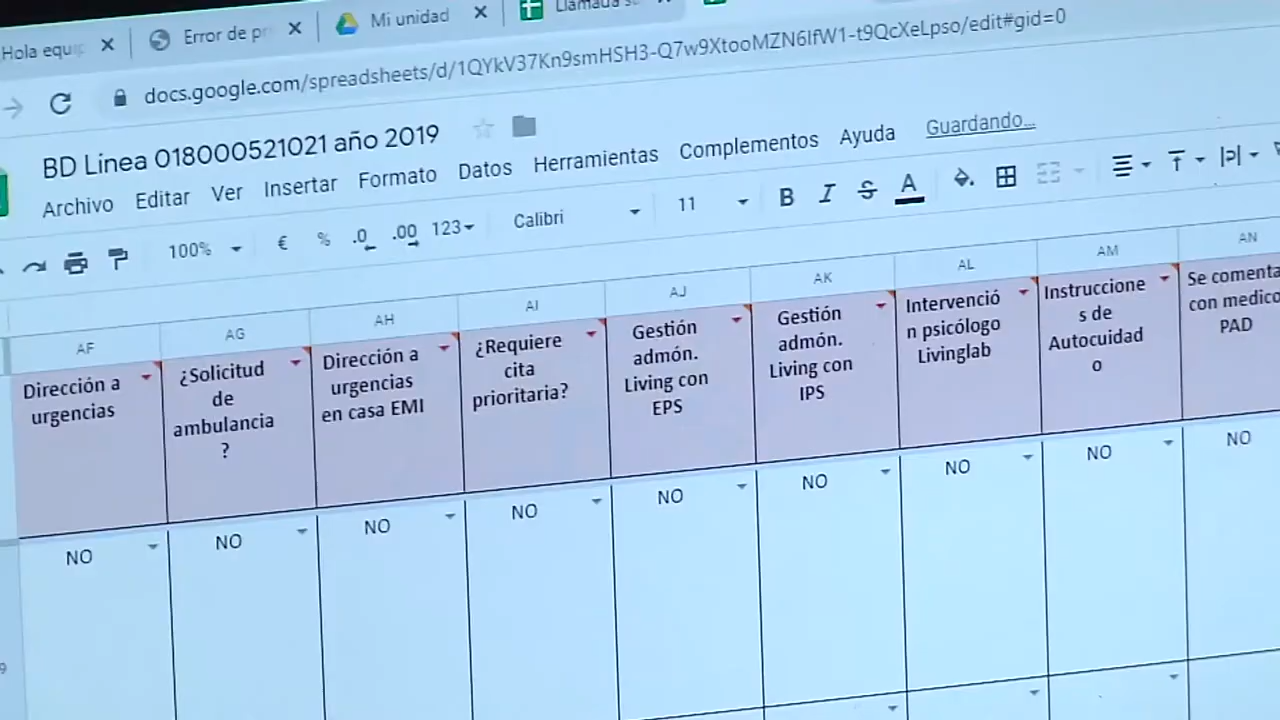 Hola equi
Error de pr
Mi unidad
docs.google.com/spreadsheets/d/1QYkV37Kn9smHSH3-Q7w9XtooMZN6IfW1-t9QcXeLpso/edit#gid=0
BD Linea 018000521021 año 2019
Archivo Editar Ver Insertar Formato Datos Herramientas Complementos Ayuda Guardando...
100% € % .0 .00 123 Calibri 11 B I S A
AF AG AH AI AJ AK AL AM AN
Dirección a
urgencias
¿Solicitud
de
ambulancia
?
Dirección a
urgencias
en casa EMI
¿Requiere
cita
prioritaria?
Gestión
admón.
Living con
EPS
Gestión
admón.
Living con
IPS
Intervenció
n psicólogo
Livinglab
Instruccione
s de
Autocuidad
o
Se comenta
con medico
PAD
NO NO NO NO NO NO NO NO NO
9